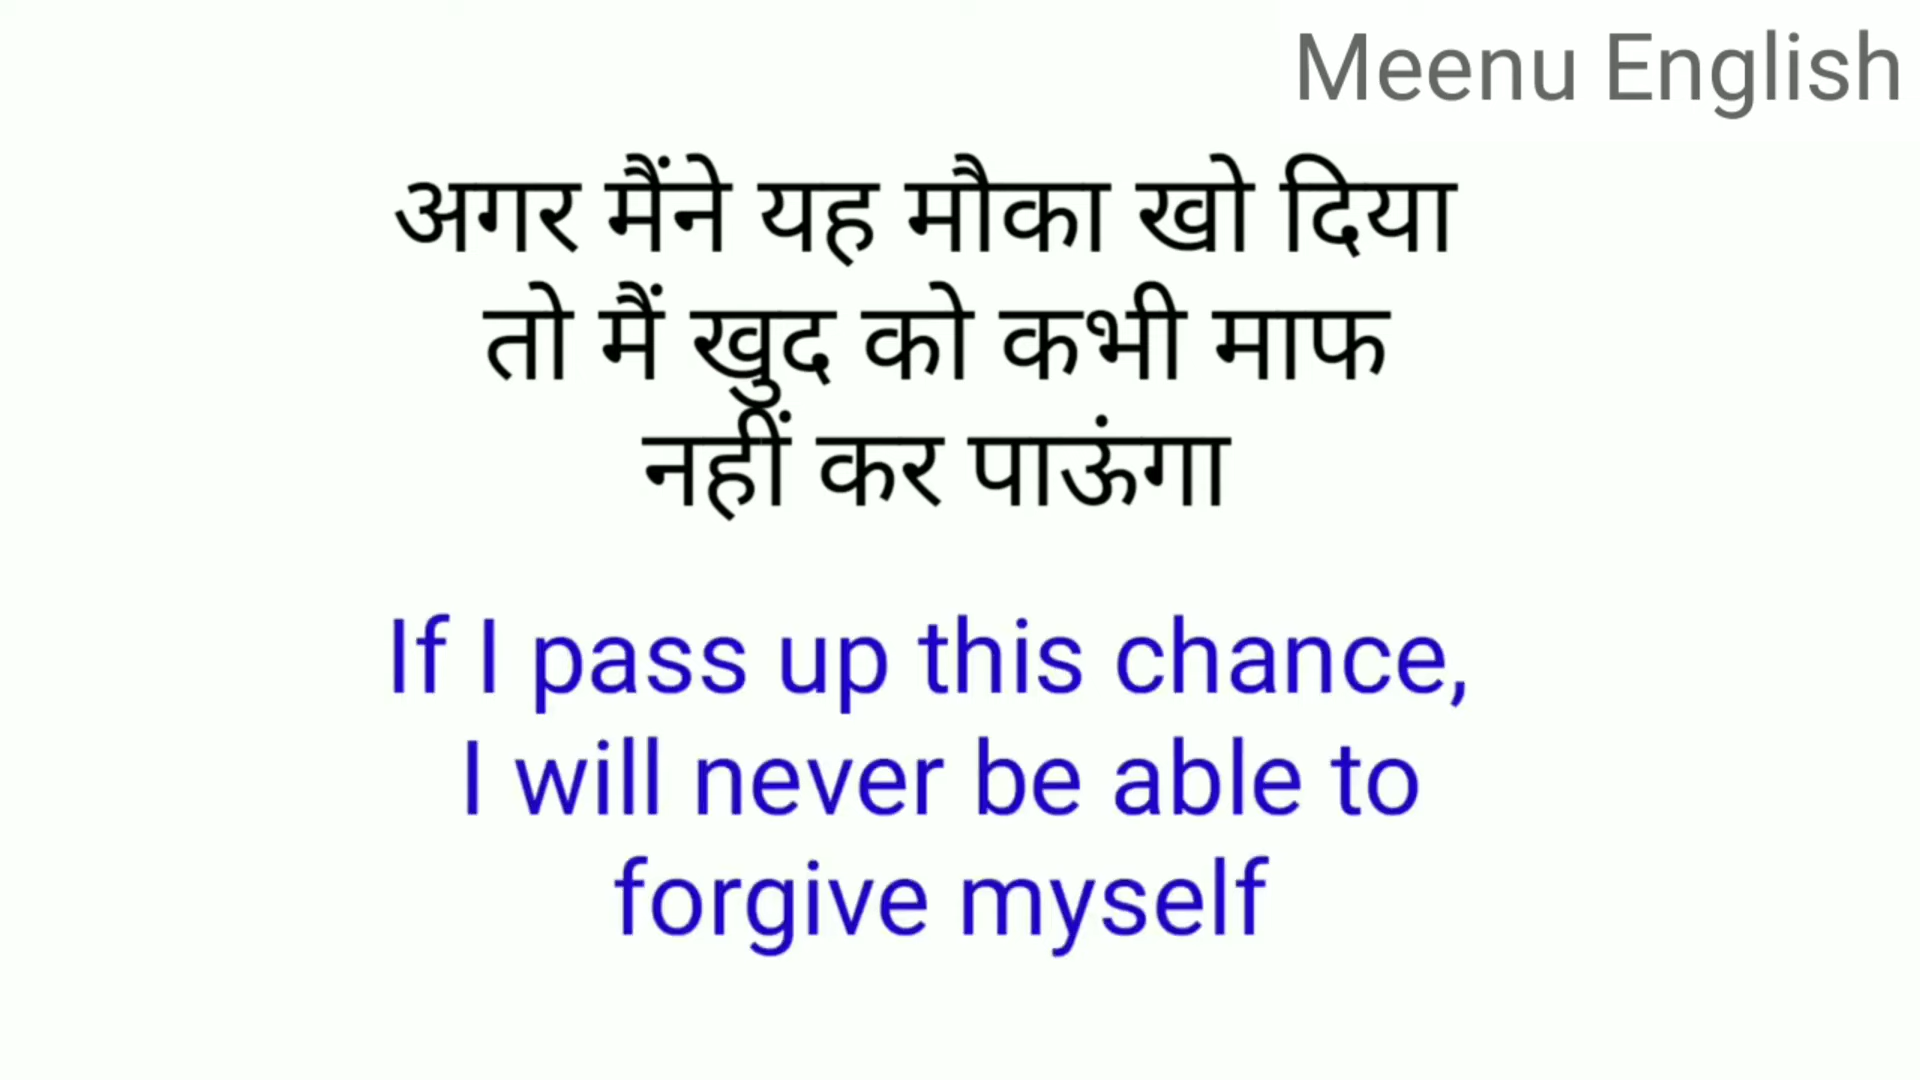 Meenu English
अगर मैंने यह मौका खो दिया
तो मैं खुद को कभी माफ
नहीं कर पाऊंगा
If I pass up this chance,
I will never be able to
forgive myself